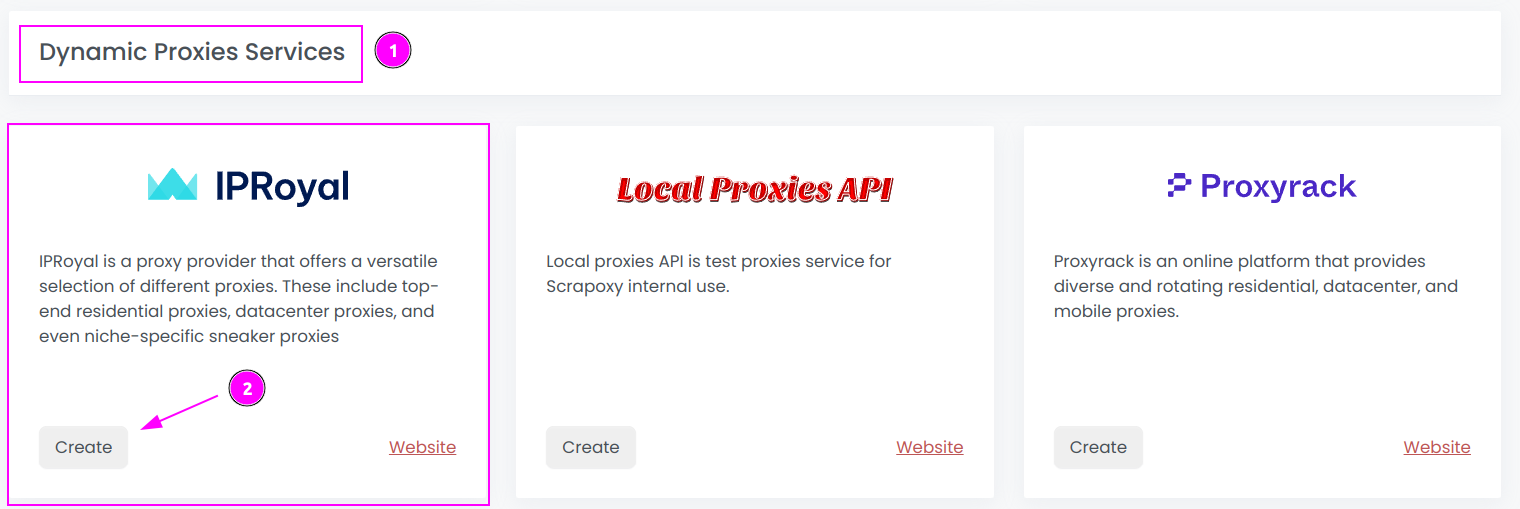 Dynamic Proxies Services
1
IPRoyal
IPRoyal is a proxy provider that offers a versatile
selection of different proxies. These include top-
end residential proxies, datacenter proxies, and
even niche-specific sneaker proxies
2
Create
Website
Local Proxies API
Local proxies API is test proxies service for
Scrapoxy internal use.
Create
Website
Proxyrack
Proxyrack is an online platform that provides
diverse and rotating residential, datacenter, and
mobile proxies.
Create
Website